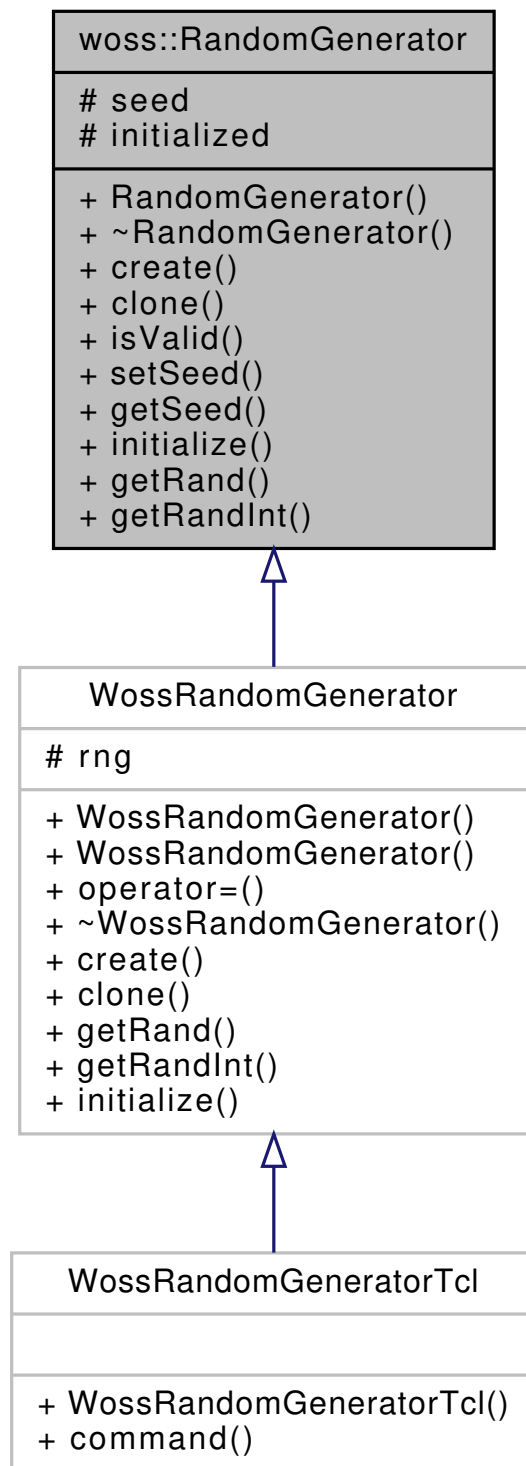 woss::RandomGenerator
# seed
# initialized
+ RandomGenerator()
+ ~RandomGenerator()
+ create()
+ clone()
+ isValid()
+ setSeed()
+ getSeed()
+ initialize()
+ getRand()
+ getRandInt()
WossRandomGenerator
# rng
+ WossRandomGenerator()
+ WossRandomGenerator()
+ operator=()
+ ~WossRandomGenerator()
+ create()
+ clone()
+ getRand()
+ getRandInt()
+ initialize()
WossRandomGeneratorTcl
+ WossRandomGeneratorTcl()
+ command()